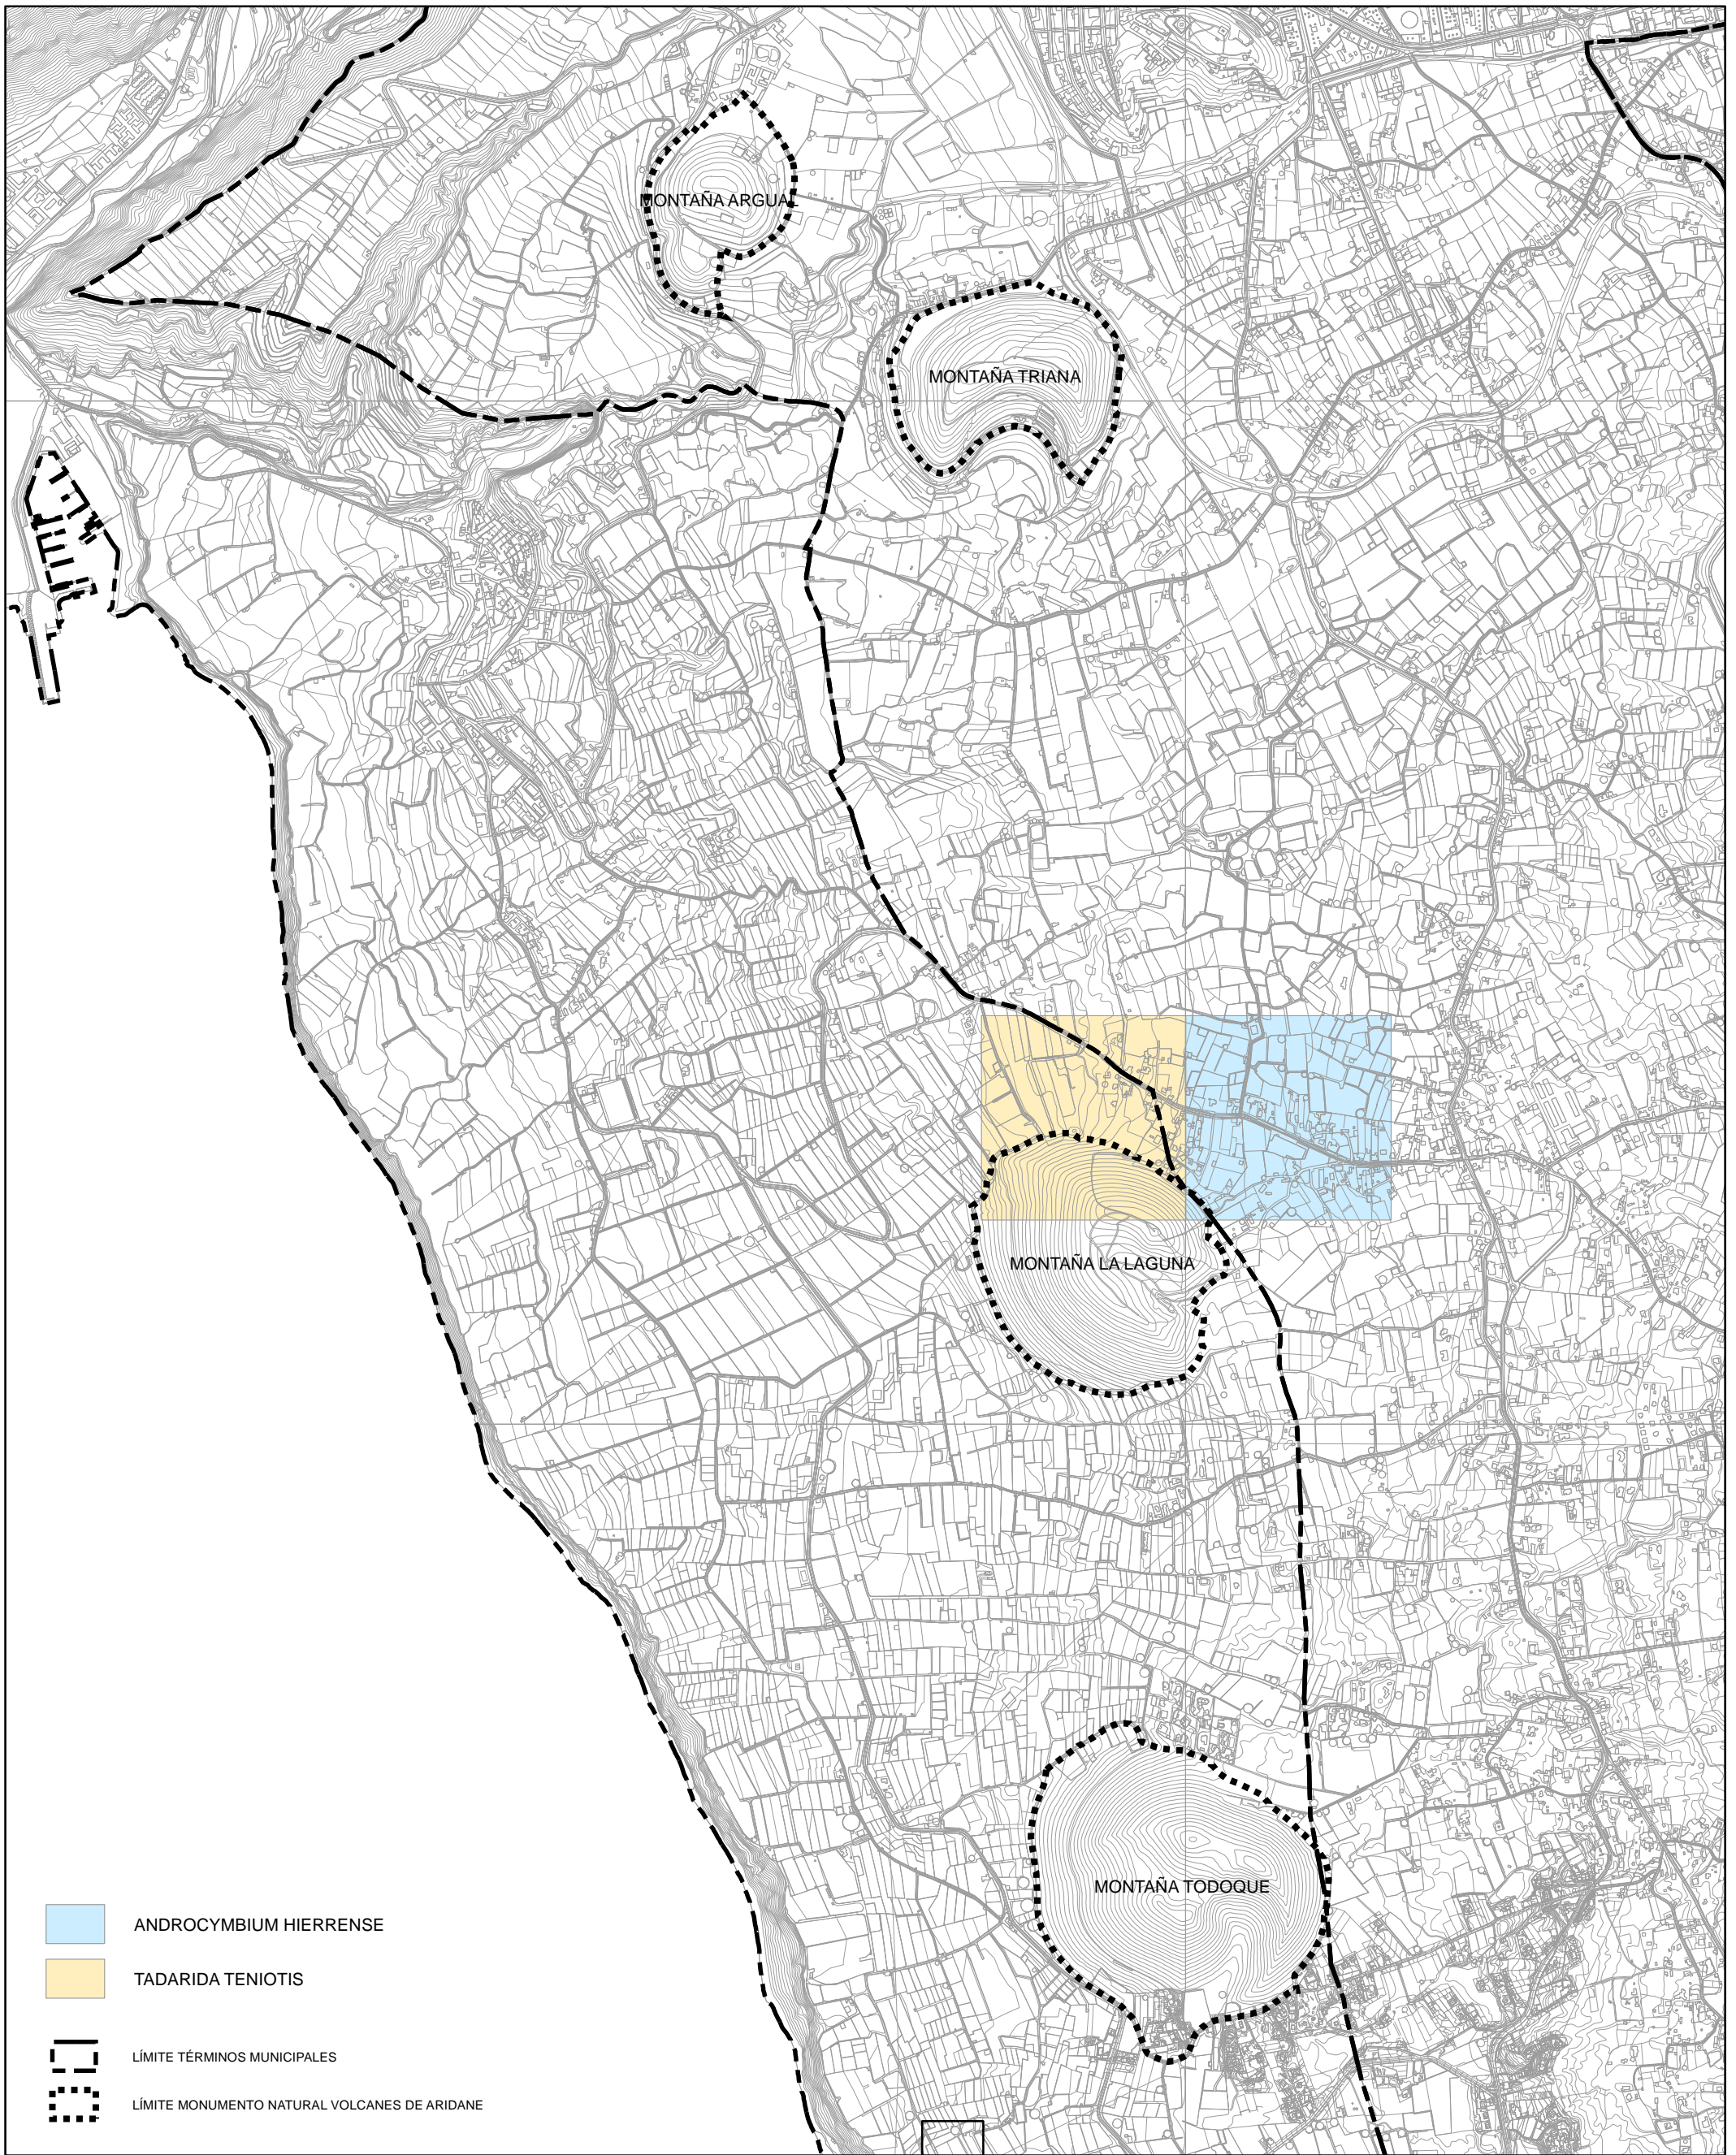 MONTAÑA ARGUAL
MONTAÑA TRIANA
MONTAÑA LA LAGUNA
MONTAÑA TODOQUE
ANDROCYMBIUM HIERRENSE
TADARIDA TENIOTIS
LÍMITE TÉRMINOS MUNICIPALES
LÍMITE MONUMENTO NATURAL VOLCANES DE ARIDANE